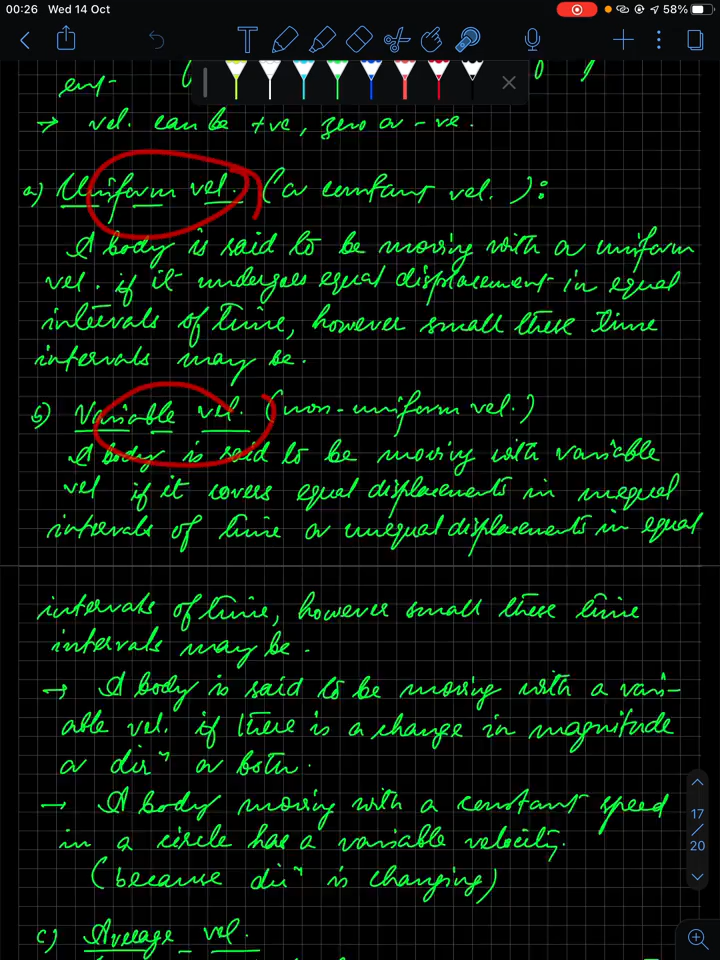 00:26 Wed 14 Oct 58%
→ vel. can be +ve, zero or -ve.
a) Uniform vel. (or constant vel.):
A body is said to be moving with a uniform
vel. if it undergoes equal displacement in equal
intervals of time, however small these time
intervals may be.
b) Variable vel. (non-uniform vel.)
A body is said to be moving with variable
vel if it covers equal displacements in unequal
intervals of time or unequal displacements in equal
intervals of time, however small these time
intervals may be.
→ A body is said to be moving with a vari-
able vel. if there is a change in magnitude
or dirⁿ or both.
→ A body moving with a constant speed
in a circle has a variable velocity.
(because dirⁿ is changing)
c) Average vel.
17
/
20